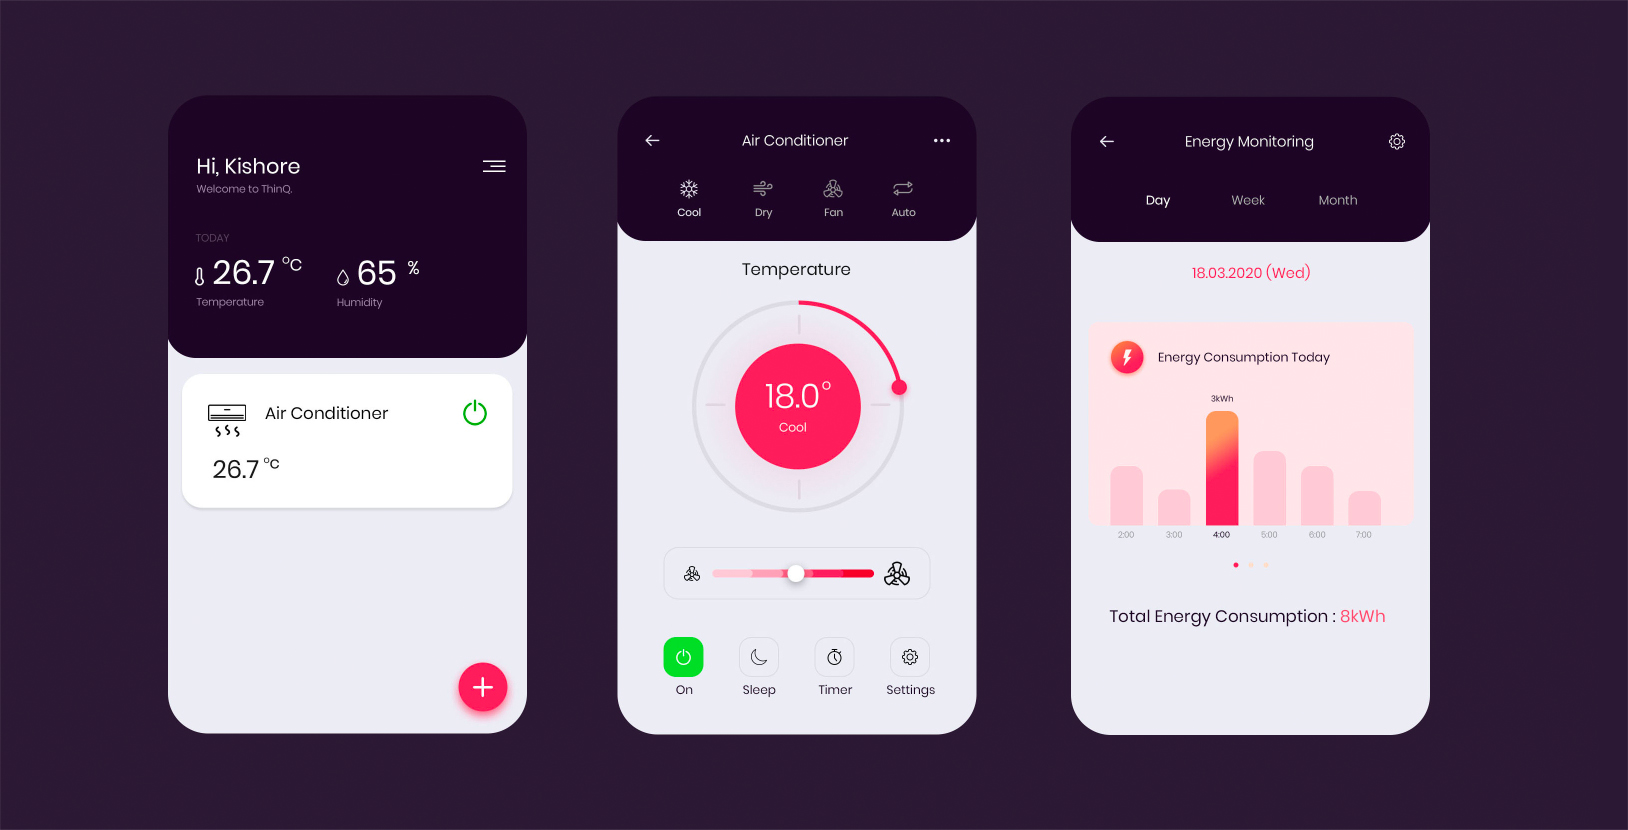 Hi, Kishore
Welcome to ThinQ.
TODAY
26.7 °C
Temperature
65 %
Humidity
Air Conditioner
26.7 °C
Air Conditioner
Cool Dry Fan Auto
Temperature
18.0°
Cool
On Sleep Timer Settings
Energy Monitoring
Day Week Month
18.03.2020 (Wed)
Energy Consumption Today
3kWh
2:00 3:00 4:00 5:00 6:00 7:00
Total Energy Consumption : 8kWh